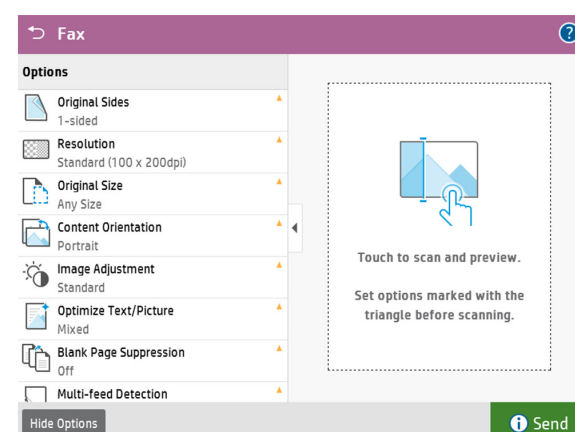 Fax
?
Options
Original Sides
1-sided
Resolution
Standard (100 x 200dpi)
Original Size
Any Size
Content Orientation
Portrait
Image Adjustment
Standard
Optimize Text/Picture
Mixed
Blank Page Suppression
Off
Multi-feed Detection
Touch to scan and preview.
Set options marked with the
triangle before scanning.
Hide Options
i Send